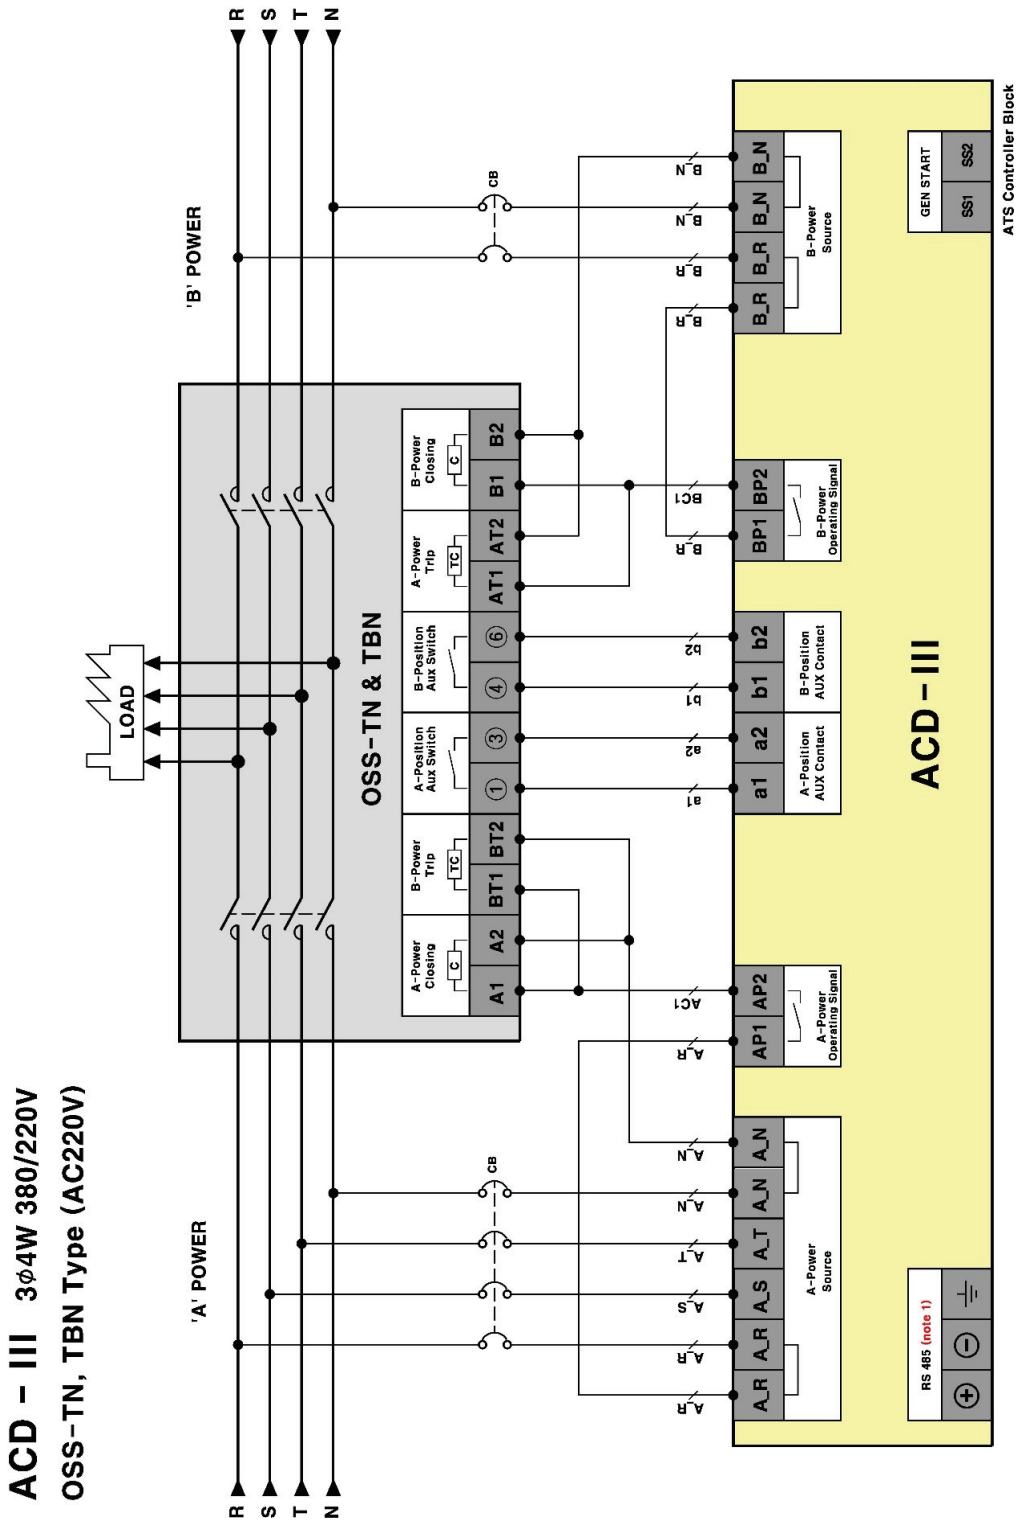 ACD - III 3ϕ4W 380/220V
OSS-TN, TBN Type (AC220V)
'A' POWER
'B' POWER
R
S
T
N
R
S
T
N
LOAD
OSS-TN & TBN
A-Power
Closing
C
B-Power
Trip
TC
A-Position
Aux Switch
B-Position
Aux Switch
A-Power
Trip
TC
B-Power
Closing
C
A1 A2 BT1 BT2 ① ③ ④ ⑥ AT1 AT2 B1 B2
CB
CB
A_R A_R A_S A_T A_N A_N A_R AC1 a1 a2 b1 b2 B_R BC1 B_R B_R B_N B_N
A_R A_R A_S A_T A_N A_N
A-Power
Source
AP1 AP2
A-Power
Operating Signal
a1 a2 b1 b2
A-Position
AUX Contact
B-Position
AUX Contact
BP1 BP2
B-Power
Operating Signal
B_R B_R B_N B_N
B-Power
Source
ACD - III
RS 485 (note 1)
+ −
GEN START
SS1 SS2
ATS Controller Block